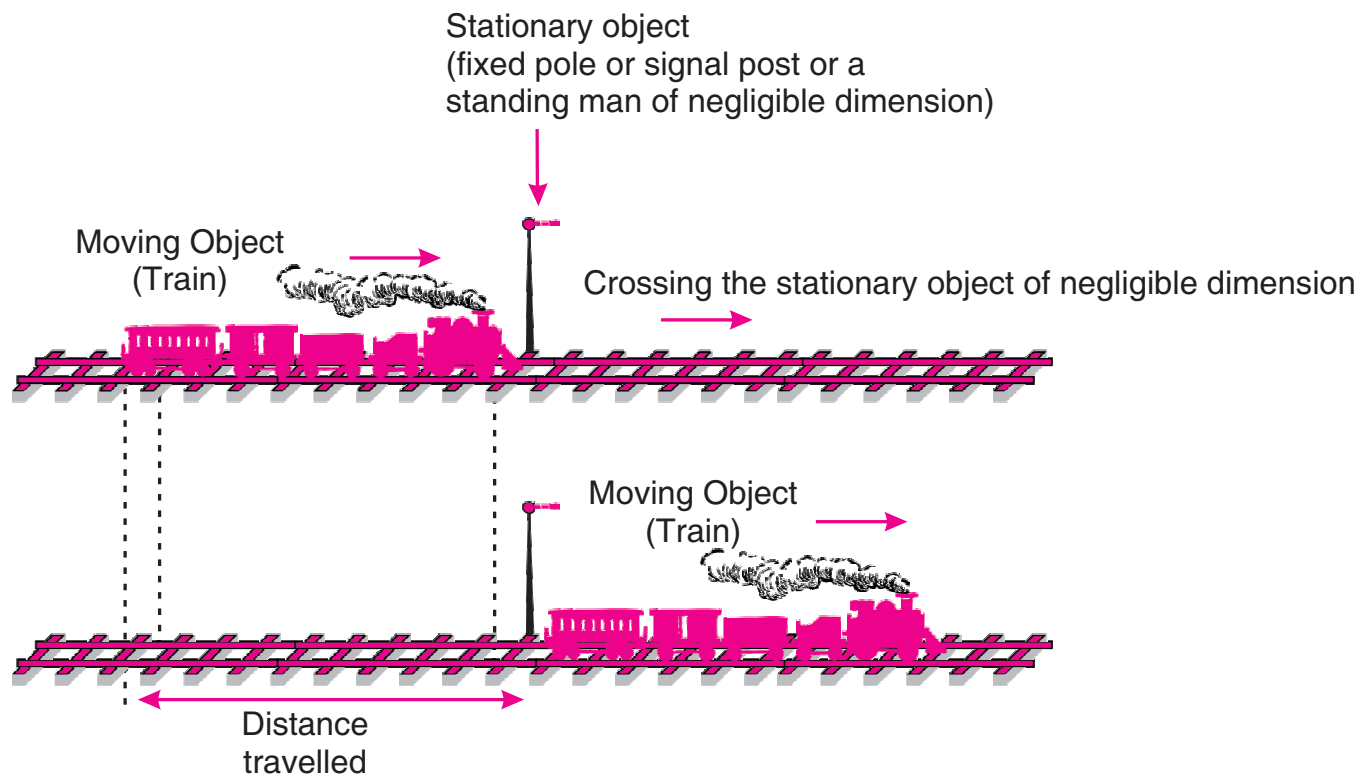 Stationary object
(fixed pole or signal post or a
standing man of negligible dimension)
Moving Object
(Train)
Crossing the stationary object of negligible dimension
Moving Object
(Train)
Distance
travelled